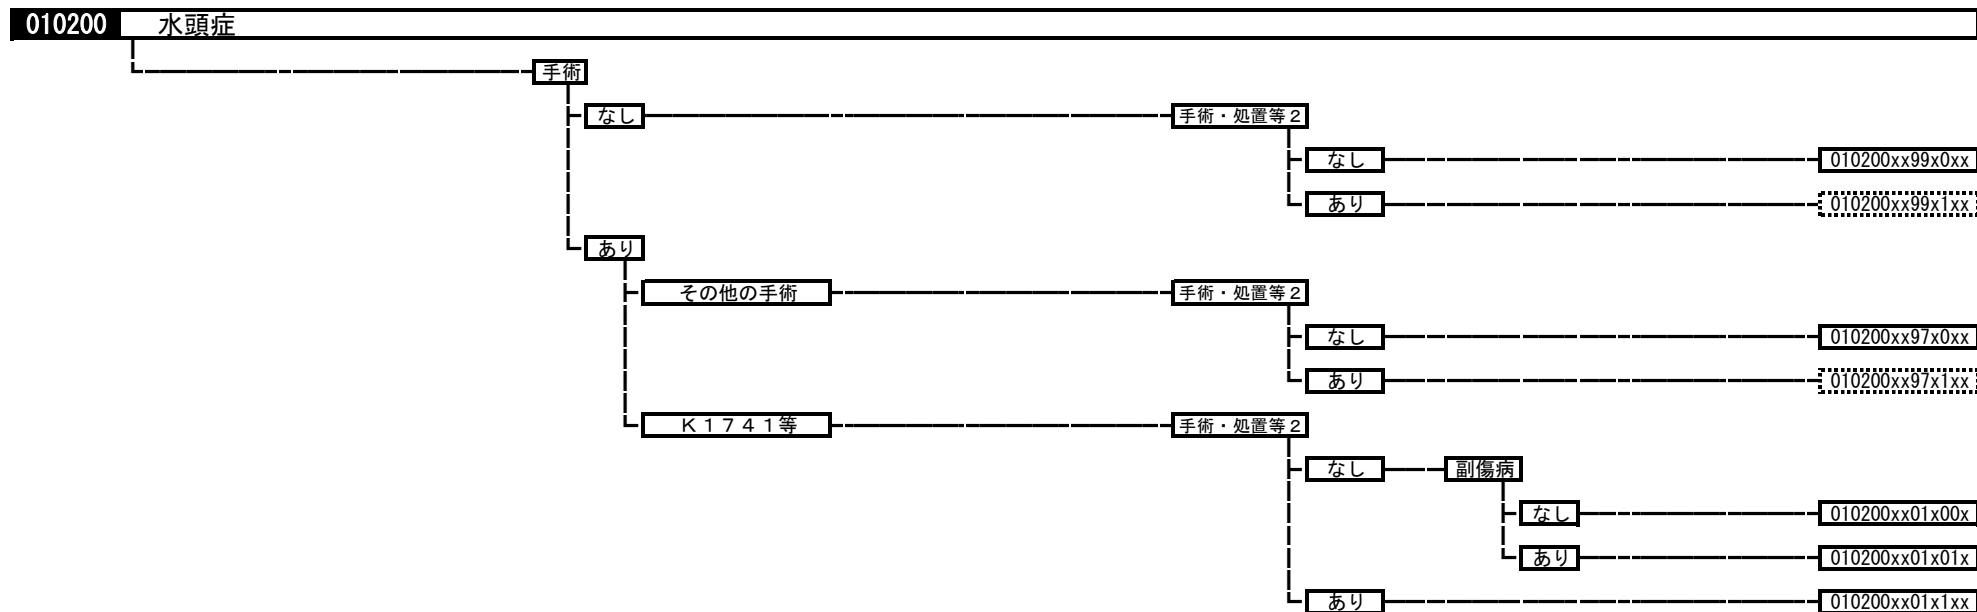 010200 水頭症
手術
なし 手術・処置等２
なし 010200xx99x0xx
あり 010200xx99x1xx
あり
その他の手術 手術・処置等２
なし 010200xx97x0xx
あり 010200xx97x1xx
Ｋ１７４１等 手術・処置等２
なし 副傷病
なし 010200xx01x00x
あり 010200xx01x01x
あり 010200xx01x1xx